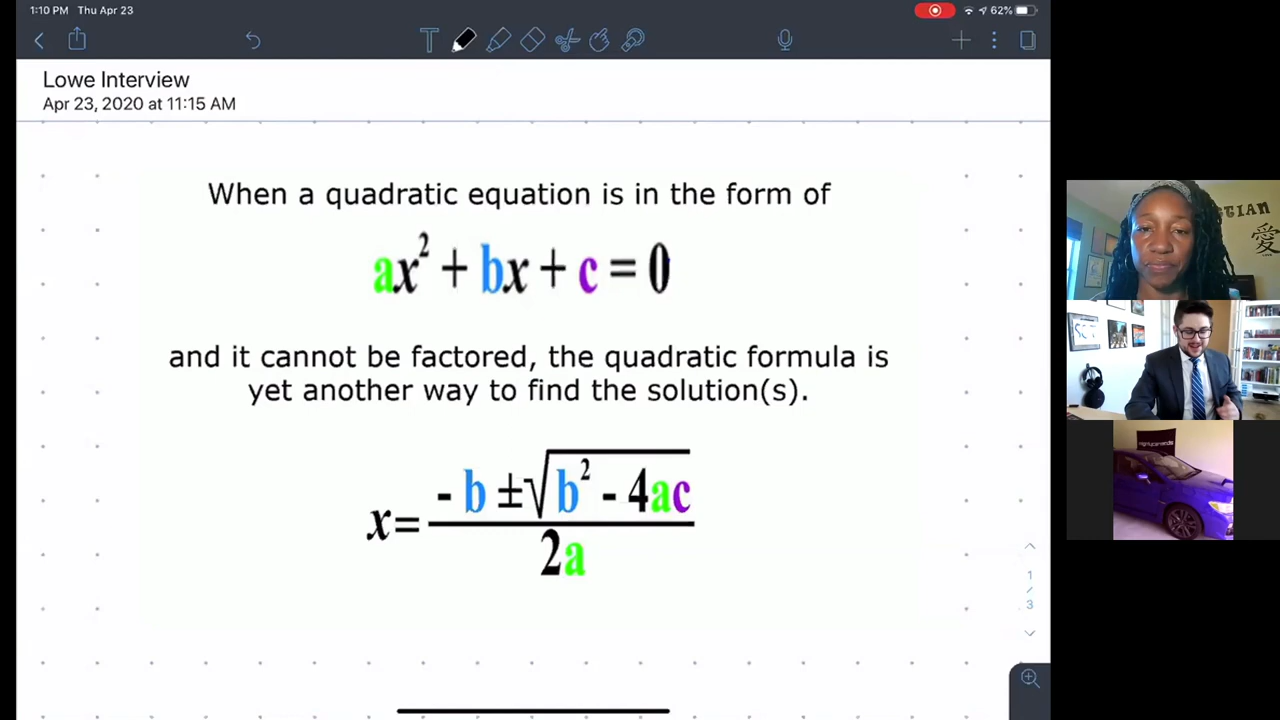 1:10 PM Thu Apr 23
62%
Lowe Interview
Apr 23, 2020 at 11:15 AM
When a quadratic equation is in the form of
ax² + bx + c = 0
and it cannot be factored, the quadratic formula is
yet another way to find the solution(s).
x = (-b ± √(b² - 4ac)) / 2a
1
/
3
愛